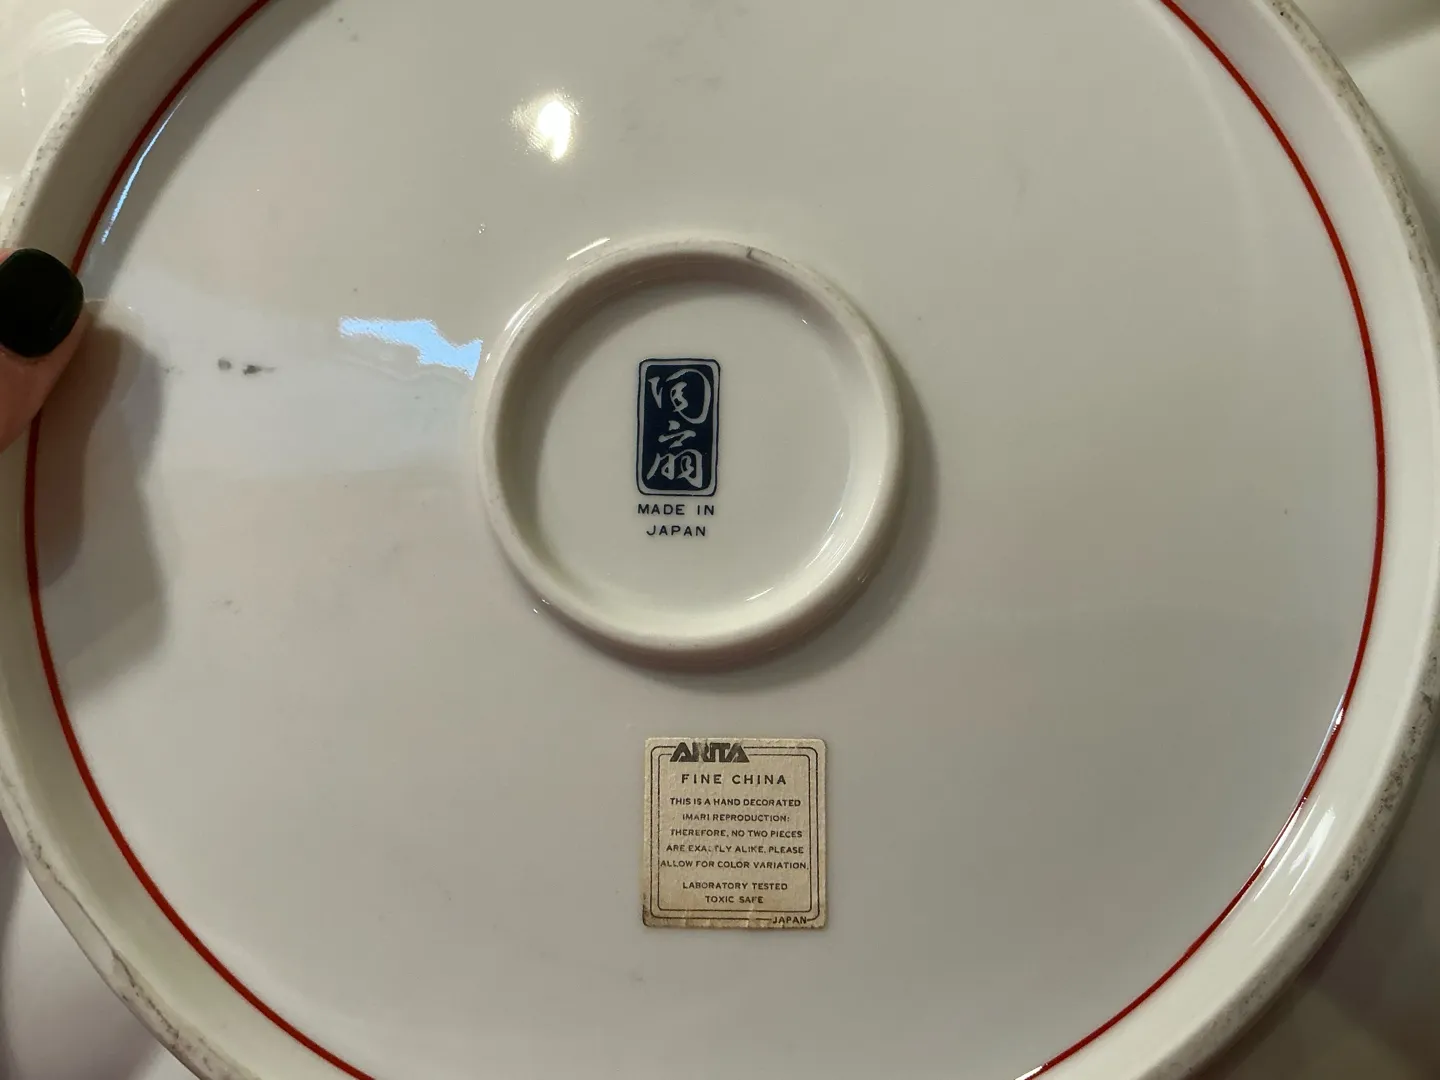 扇
MADE IN
JAPAN
ARITA
FINE CHINA
THIS IS A HAND DECORATED
IMARI REPRODUCTION:
THEREFORE, NO TWO PIECES
ARE EXACTLY ALIKE. PLEASE
ALLOW FOR COLOR VARIATION.
LABORATORY TESTED
TOXIC SAFE
JAPAN